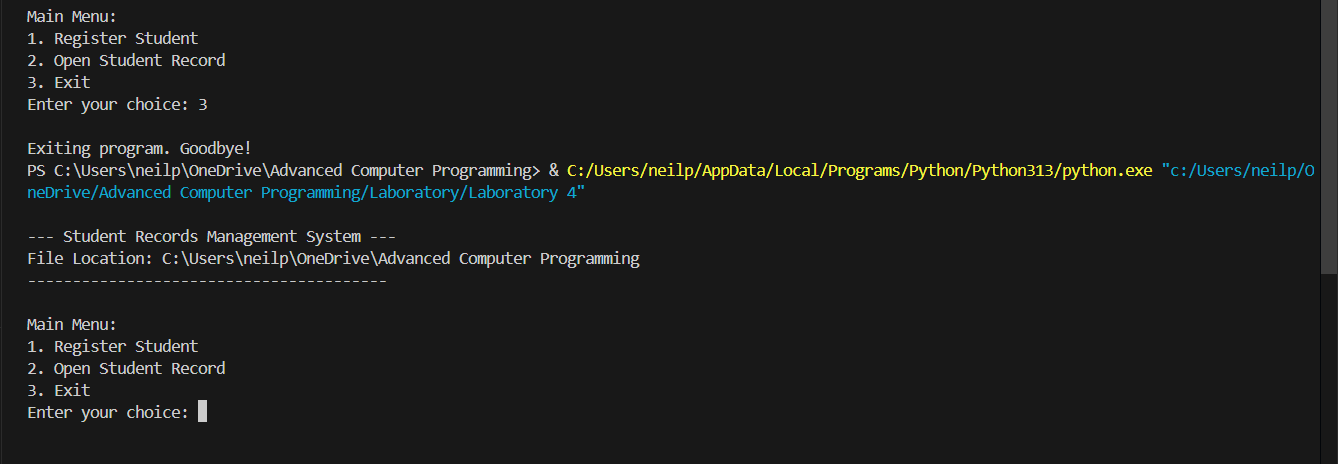 Main Menu:
1. Register Student
2. Open Student Record
3. Exit
Enter your choice: 3
Exiting program. Goodbye!
PS C:\Users\neilp\OneDrive\Advanced Computer Programming> & C:/Users/neilp/AppData/Local/Programs/Python/Python313/python.exe "c:/Users/neilp/O
neDrive/Advanced Computer Programming/Laboratory/Laboratory 4"
--- Student Records Management System ---
File Location: C:\Users\neilp\OneDrive\Advanced Computer Programming
----------------------------------------
Main Menu:
1. Register Student
2. Open Student Record
3. Exit
Enter your choice: